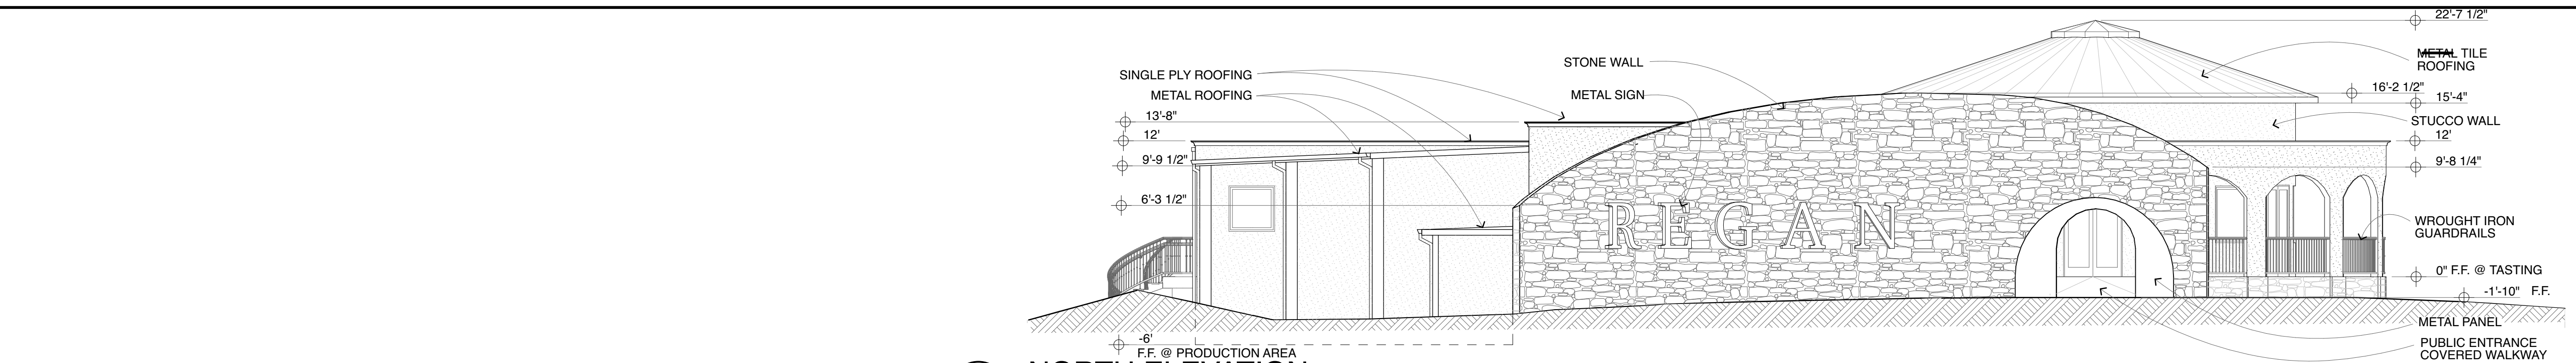 22'-7 1/2"
METAL TILE
ROOFING
STONE WALL
SINGLE PLY ROOFING
METAL ROOFING
METAL SIGN
16'-2 1/2"
15'-4"
13'-8"
STUCCO WALL
12'
12'
9'-9 1/2"
9'-8 1/4"
6'-3 1/2"
REGAN
WROUGHT IRON
GUARDRAILS
0" F.F. @ TASTING
-1'-10" F.F.
METAL PANEL
-6'
F.F. @ PRODUCTION AREA
PUBLIC ENTRANCE
COVERED WALKWAY
NORTH ELEVATION